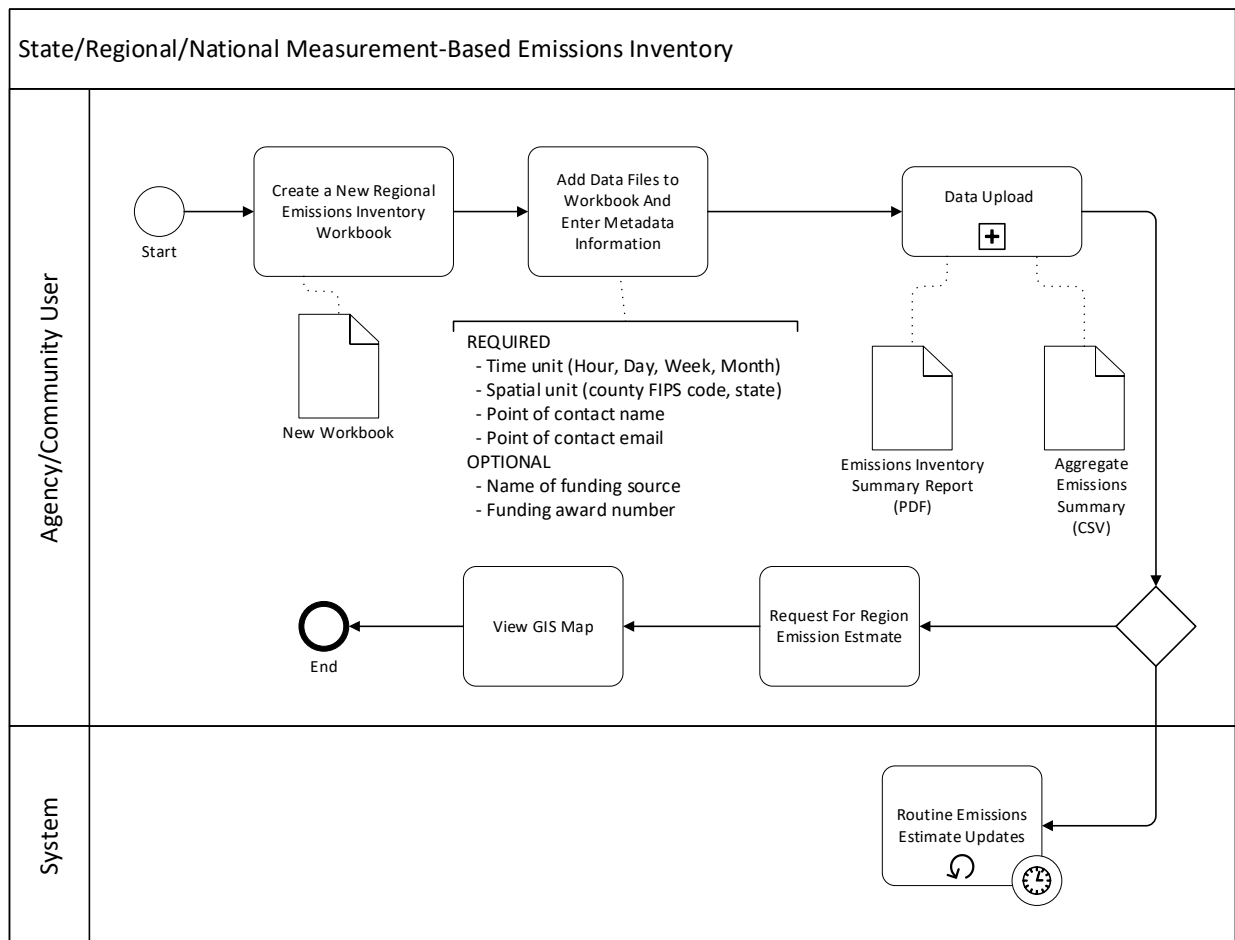 State/Regional/National Measurement-Based Emissions Inventory
Agency/Community User
Start
Create a New Regional
Emissions Inventory
Workbook
New Workbook
Add Data Files to
Workbook And
Enter Metadata
Information
REQUIRED
- Time unit (Hour, Day, Week, Month)
- Spatial unit (county FIPS code, state)
- Point of contact name
- Point of contact email
OPTIONAL
- Name of funding source
- Funding award number
Data Upload
Emissions Inventory
Summary Report
(PDF)
Aggregate
Emissions
Summary
(CSV)
Request For Region
Emission Estmate
View GIS Map
End
System
Routine Emissions
Estimate Updates